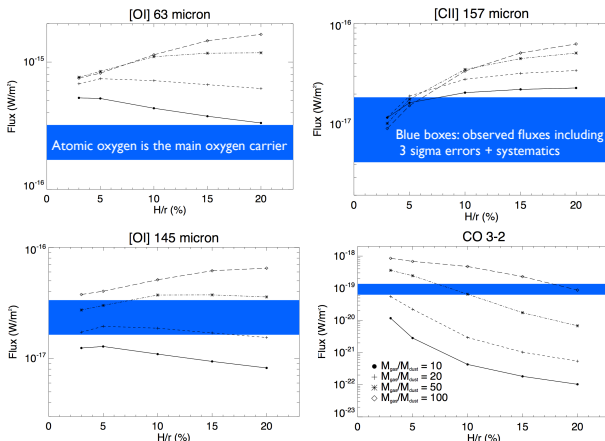 [OI] 63 micron
10⁻¹⁵
10⁻¹⁶
Flux (W/m²)
Atomic oxygen is the main oxygen carrier
0 5 10 15 20
H/r (%)
[CII] 157 micron
10⁻¹⁶
10⁻¹⁷
Flux (W/m²)
Blue boxes: observed fluxes including
3 sigma errors + systematics
0 5 10 15 20
H/r (%)
[OI] 145 micron
10⁻¹⁶
10⁻¹⁷
Flux (W/m²)
0 5 10 15 20
H/r (%)
CO 3-2
10⁻¹⁸
10⁻¹⁹
10⁻²⁰
10⁻²¹
10⁻²²
10⁻²³
Flux (W/m²)
M_gas/M_dust = 10
M_gas/M_dust = 20
M_gas/M_dust = 50
M_gas/M_dust = 100
0 5 10 15 20
H/r (%)